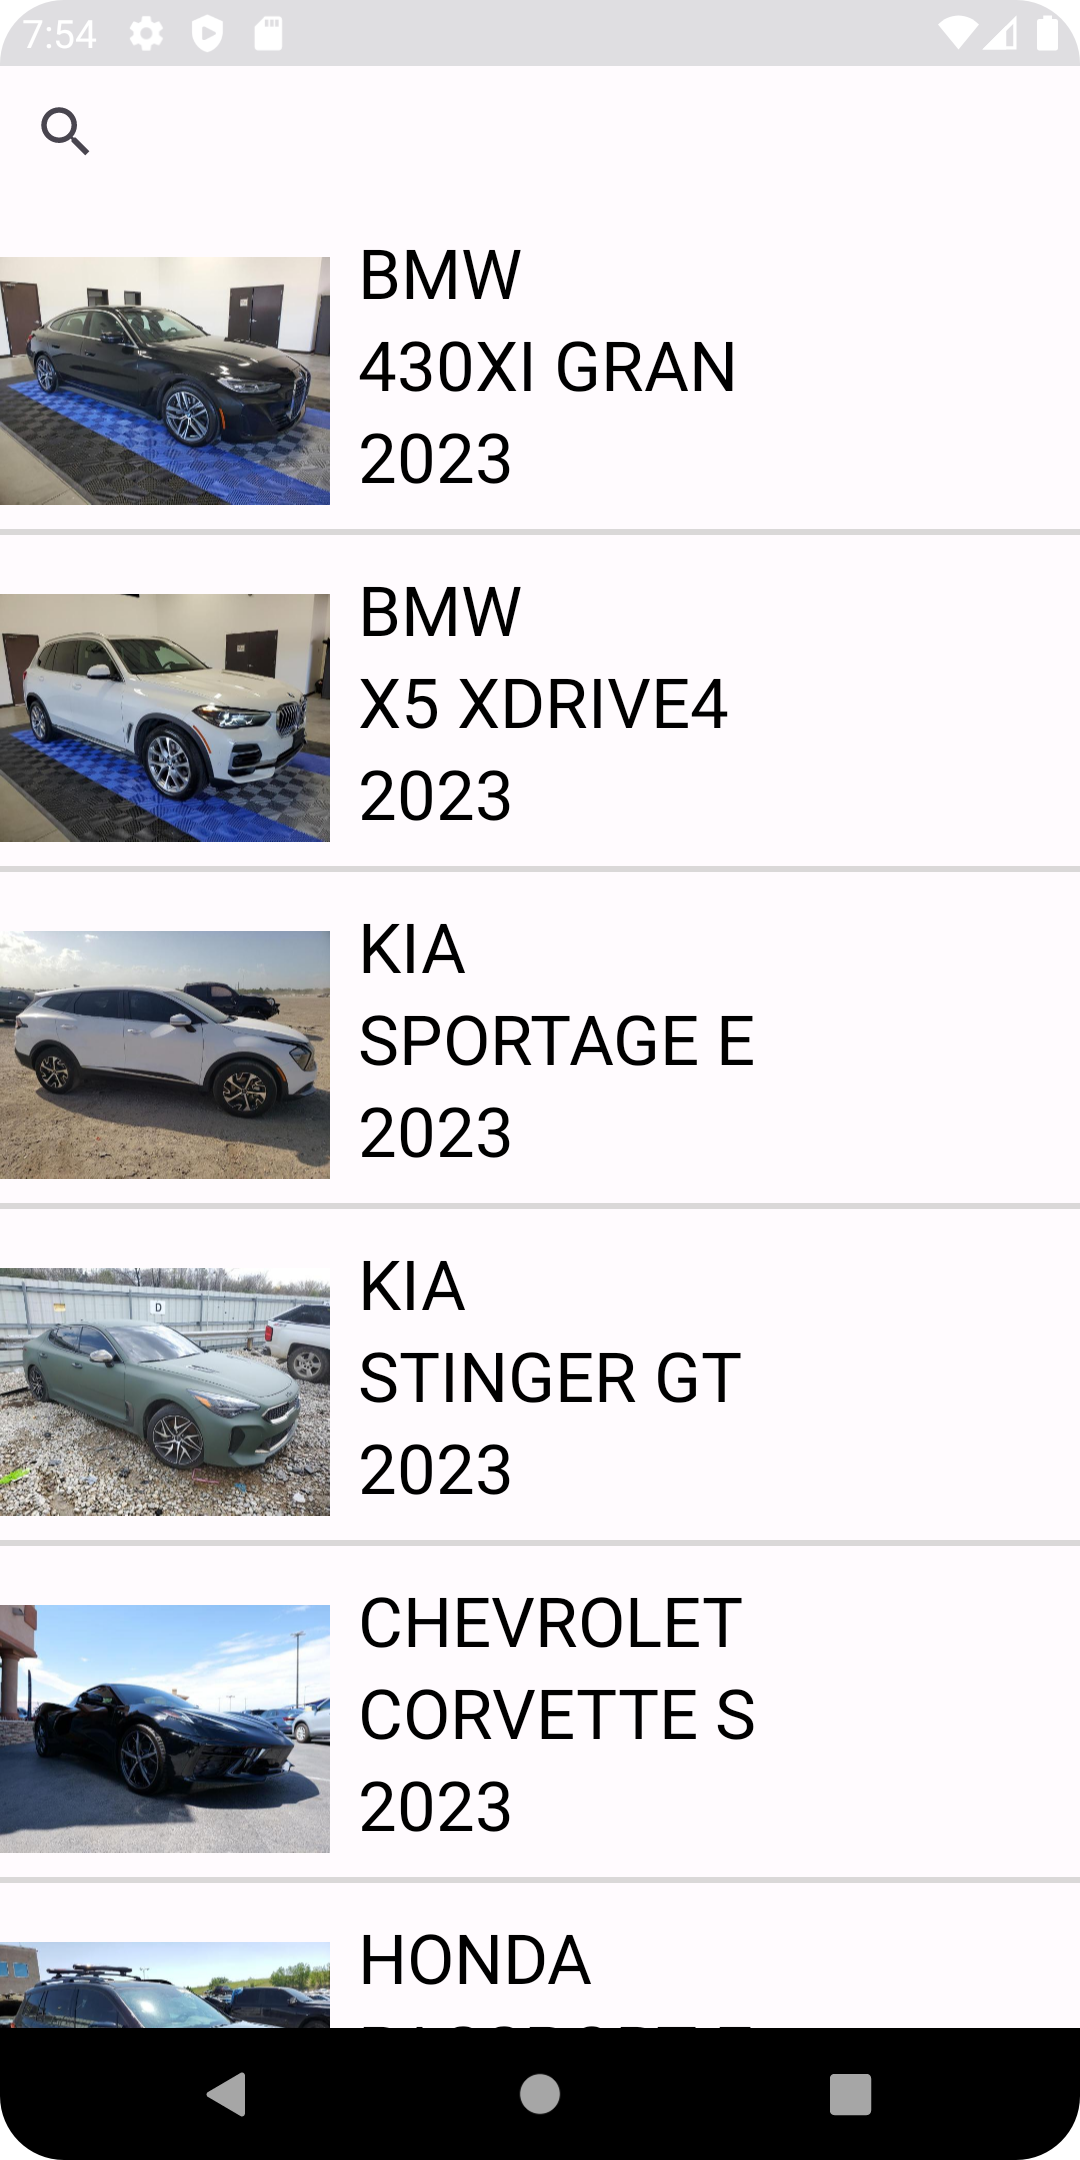 7:54
BMW
430XI GRAN
2023
BMW
X5 XDRIVE4
2023
KIA
SPORTAGE E
2023
D
KIA
STINGER GT
2023
CHEVROLET
CORVETTE S
2023
HONDA